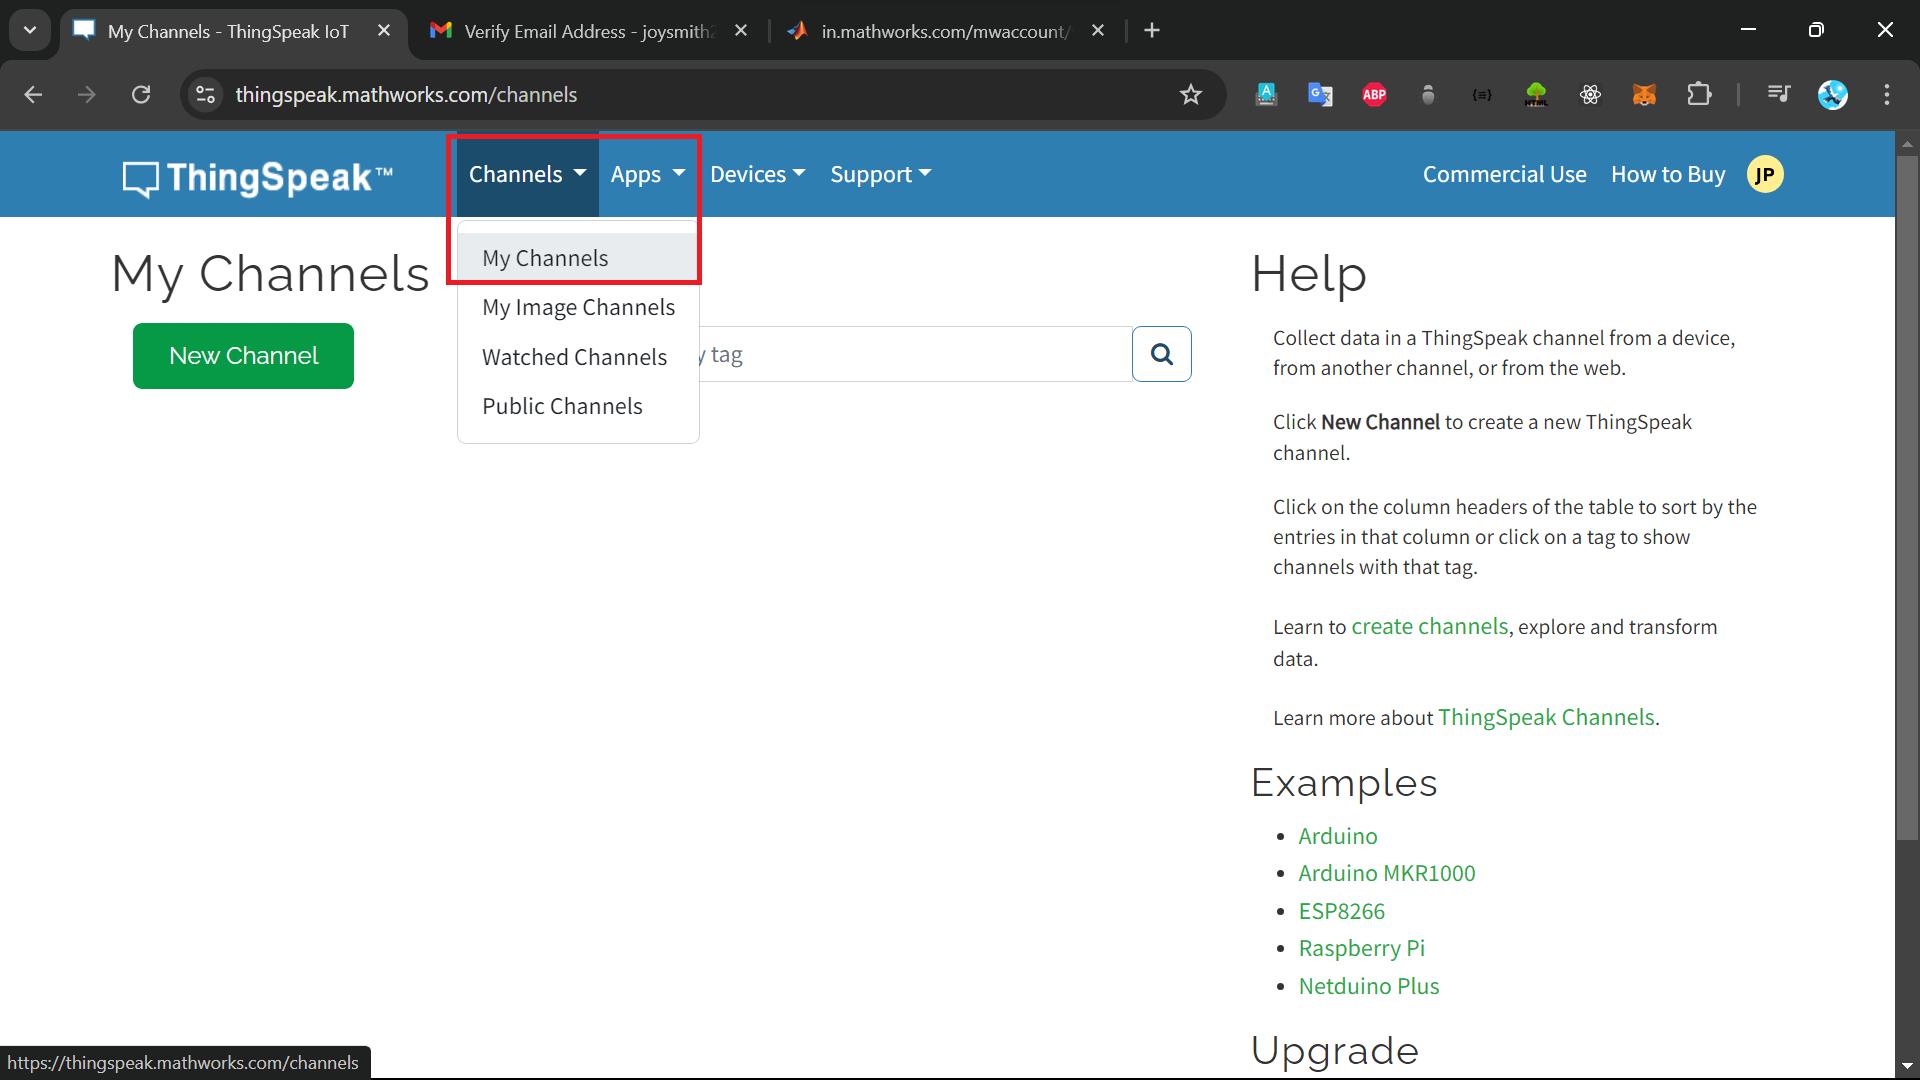 My Channels - ThingSpeak IoT
Verify Email Address - joysmith2
in.mathworks.com/mwaccount/
thingspeak.mathworks.com/channels
ABP
HTML
ThingSpeak™
Channels
Apps
Devices
Support
Commercial Use
How to Buy
JP
My Channels
My Channels
My Image Channels
Watched Channels
Public Channels
New Channel
y tag
Help
Collect data in a ThingSpeak channel from a device,
from another channel, or from the web.
Click New Channel to create a new ThingSpeak
channel.
Click on the column headers of the table to sort by the
entries in that column or click on a tag to show
channels with that tag.
Learn to create channels, explore and transform
data.
Learn more about ThingSpeak Channels.
Examples
Arduino
Arduino MKR1000
ESP8266
Raspberry Pi
Netduino Plus
Upgrade
https://thingspeak.mathworks.com/channels